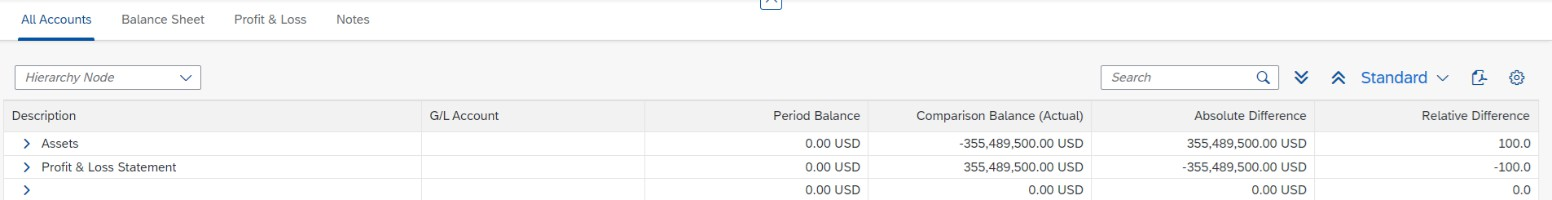 All Accounts Balance Sheet Profit & Loss Notes
Hierarchy Node Search Standard
Description G/L Account Period Balance Comparison Balance (Actual) Absolute Difference Relative Difference
Assets 0.00 USD -355,489,500.00 USD 355,489,500.00 USD 100.0
Profit & Loss Statement 0.00 USD 355,489,500.00 USD -355,489,500.00 USD -100.0
0.00 USD 0.00 USD 0.00 USD 0.0